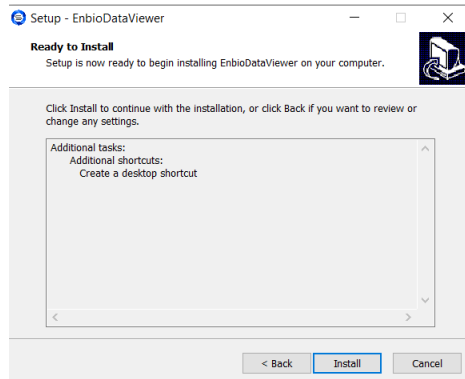 Setup - EnbioDataViewer
Ready to Install
Setup is now ready to begin installing EnbioDataViewer on your computer.
Click Install to continue with the installation, or click Back if you want to review or
change any settings.
Additional tasks:
Additional shortcuts:
Create a desktop shortcut
< Back
Install
Cancel